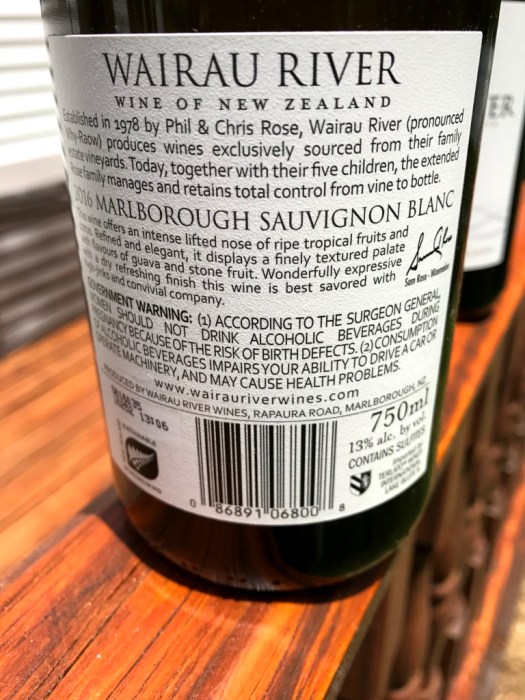 WAIRAU RIVER
WINE OF NEW ZEALAND
Established in 1978 by Phil & Chris Rose, Wairau River (pronounced
Why-Raow) produces wines exclusively sourced from their family
estate vineyards. Today, together with their five children, the extended
Rose family manages and retains total control from vine to bottle.
2016 MARLBOROUGH SAUVIGNON BLANC
wine offers an intense lifted nose of ripe tropical fruits and
Refined and elegant, it displays a finely textured palate
flavours of guava and stone fruit. Wonderfully expressive
a dry refreshing finish this wine is best savored with
and convivial company.
Sam Rose - Winemaker
GOVERNMENT WARNING: (1) ACCORDING TO THE SURGEON GENERAL,
WOMEN SHOULD NOT DRINK ALCOHOLIC BEVERAGES DURING
PREGNANCY BECAUSE OF THE RISK OF BIRTH DEFECTS. (2) CONSUMPTION
OF ALCOHOLIC BEVERAGES IMPAIRS YOUR ABILITY TO DRIVE A CAR OR
OPERATE MACHINERY, AND MAY CAUSE HEALTH PROBLEMS.
www.wairauriverwines.com
PRODUCED BY WAIRAU RIVER WINES, RAPAURA ROAD, MARLBOROUGH, NZ.
13:06
750ml
13% alc. by vol.
CONTAINS SULFITES
Imported by
INTERNATIONAL
0 86891 06800 8
ER